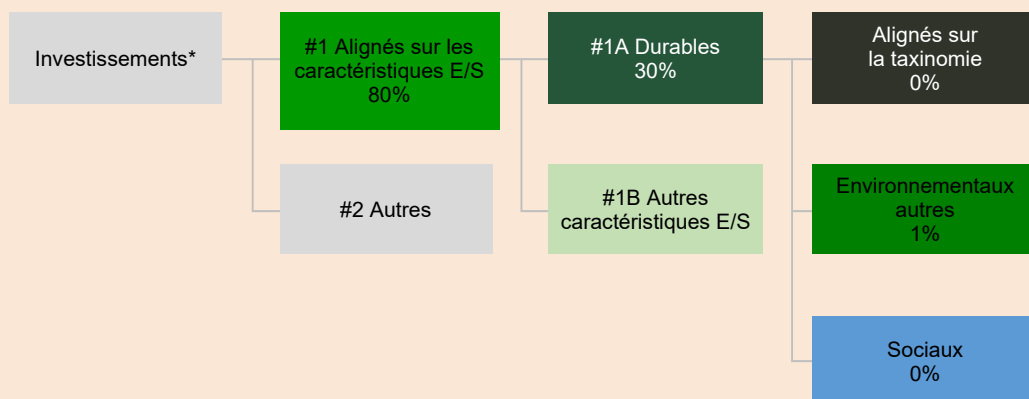 Investissements*
#1 Alignés sur les
caractéristiques E/S
80%
#2 Autres
#1A Durables
30%
#1B Autres
caractéristiques E/S
Alignés sur
la taxinomie
0%
Environnementaux
autres
1%
Sociaux
0%